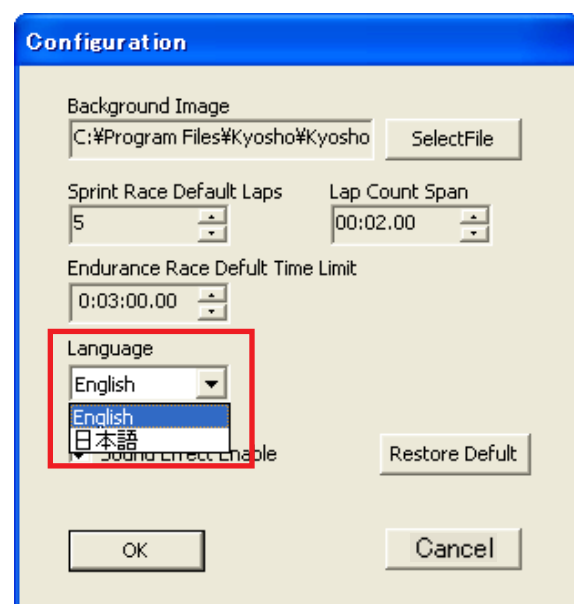 Configuration
Background Image
C:¥Program Files¥Kyosho¥Kyosho
SelectFile
Sprint Race Default Laps
Lap Count Span
5
00:02.00
Endurance Race Defult Time Limit
0:03:00.00
Language
English
English
日本語
Sound Effect Enable
Restore Defult
OK
Cancel